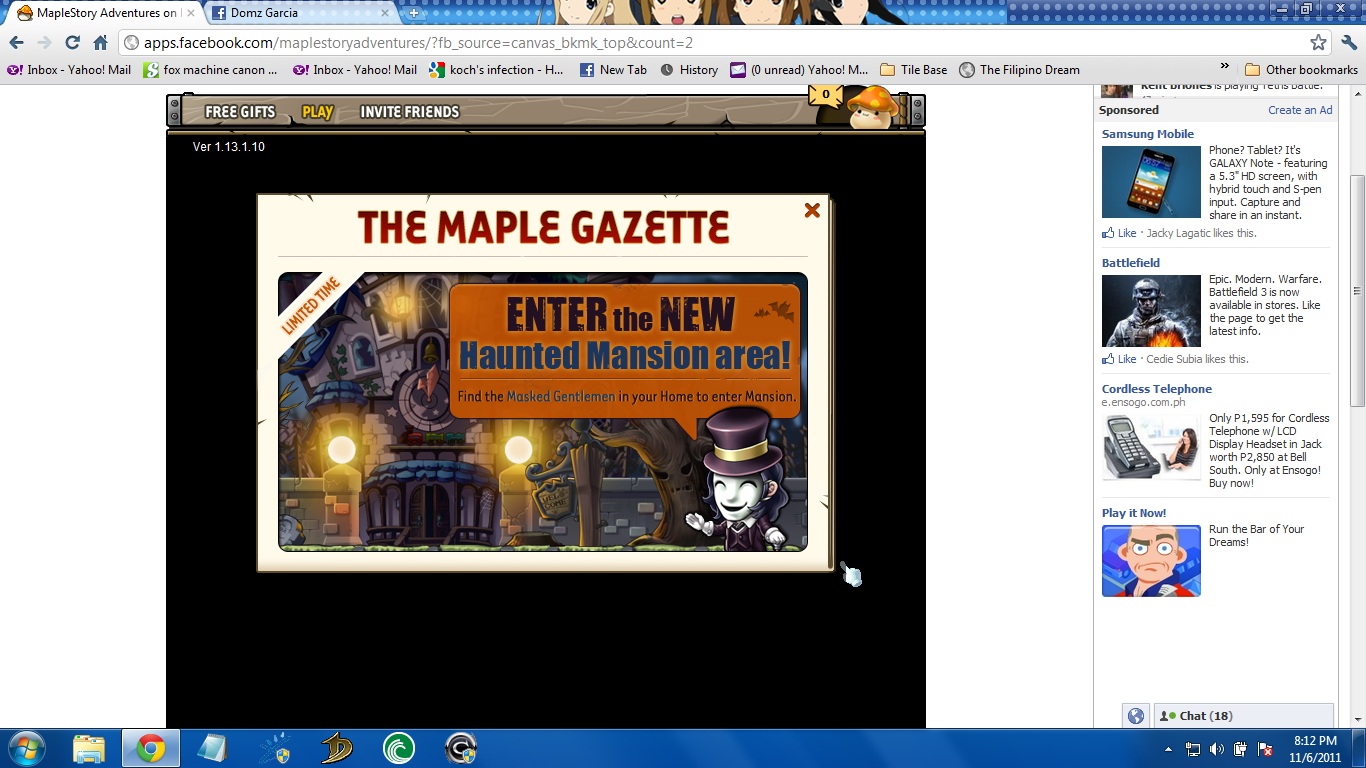 MapleStory Adventures on
Domz Garcia
apps.facebook.com/maplestoryadventures/?fb_source=canvas_bkmk_top&count=2
Inbox - Yahoo! Mail
fox machine canon ...
Inbox - Yahoo! Mail
koch's infection - H...
New Tab
History
(0 unread) Yahoo! M...
Tile Base
The Filipino Dream
»
Other bookmarks
FREE GIFTS
PLAY
INVITE FRIENDS
0
Ver 1.13.1.10
THE MAPLE GAZETTE
LIMITED TIME
ENTER the NEW
Haunted Mansion area!
Find the Masked Gentlemen in your Home to enter Mansion.
Kent Briones is playing Tetris Battle.
Sponsored
Create an Ad
Samsung Mobile
Phone? Tablet? It's
GALAXY Note - featuring
a 5.3" HD screen, with
hybrid touch and S-pen
input. Capture and
share in an instant.
Like · Jacky Lagatic likes this.
Battlefield
Epic. Modern. Warfare.
Battlefield 3 is now
available in stores. Like
the page to get the
latest info.
Like · Cedie Subia likes this.
Cordless Telephone
e.ensogo.com.ph
Only P1,595 for Cordless
Telephone w/ LCD
Display Headset in Jack
worth P2,850 at Bell
South. Only at Ensogo!
Buy now!
Play it Now!
Run the Bar of Your
Dreams!
Chat (18)
8:12 PM
11/6/2011